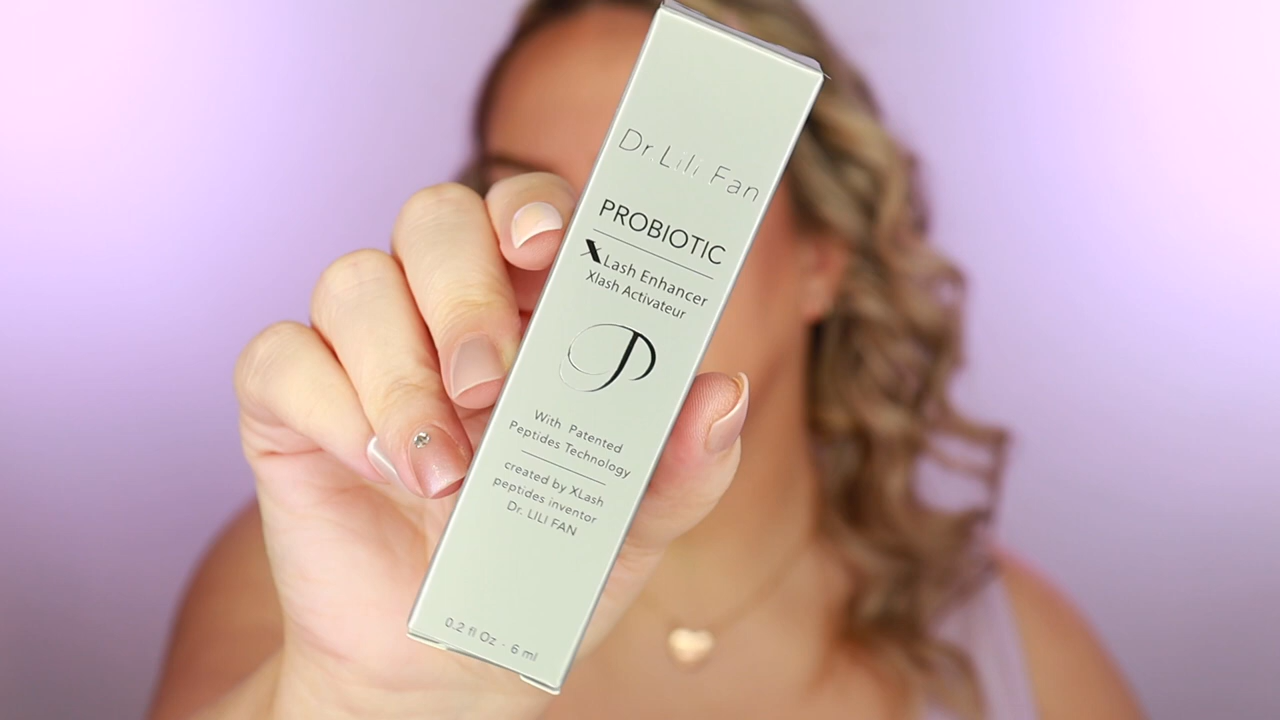 Dr.Lili Fan
PROBIOTIC
XLash Enhancer
Xlash Activateur
With Patented
Peptides Technology
created by XLash
peptides inventor
Dr. LILI FAN
0.2 fl Oz - 6 ml